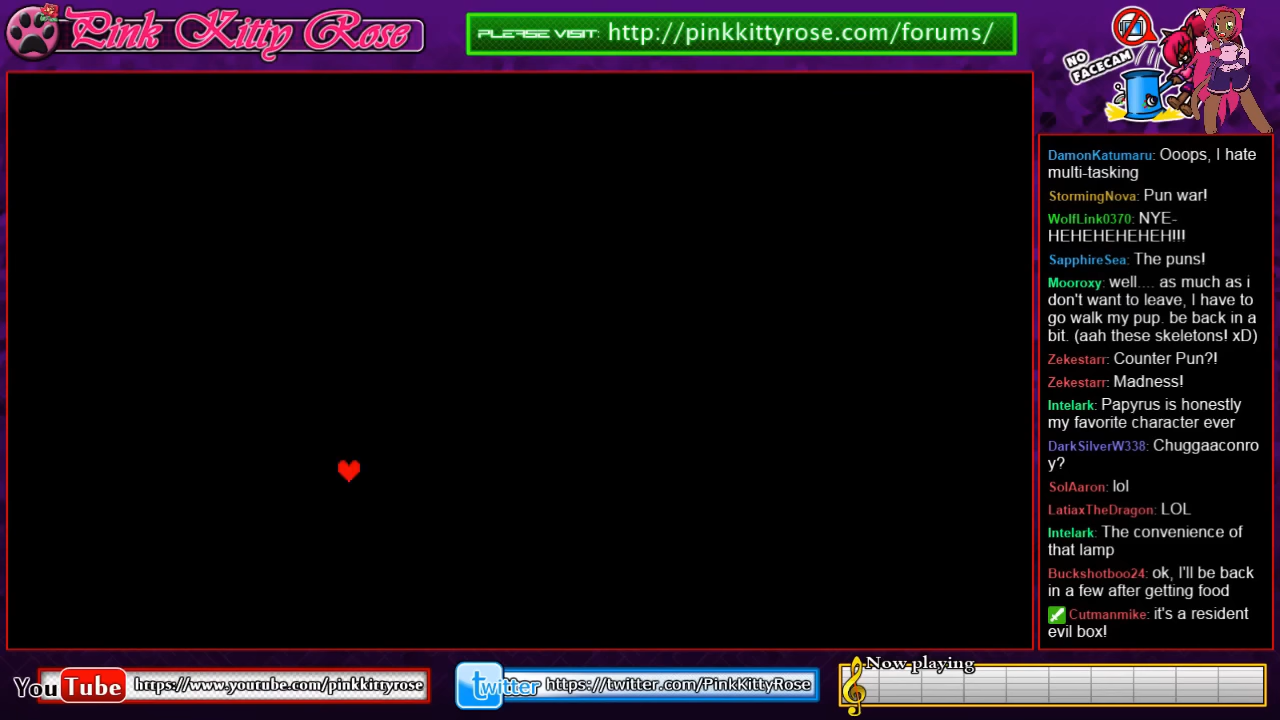 Pink Kitty Rose
PLEASE VISIT: http://pinkkittyrose.com/forums/
NO FACECAM
DamonKatumaru: Ooops, I hate
multi-tasking
StormingNova: Pun war!
WolfLink0370: NYE-
HEHEHEHEHEH!!!
SapphireSea: The puns!
Mooroxy: well.... as much as i
don't want to leave, I have to
go walk my pup. be back in a
bit. (aah these skeletons! xD)
Zekestarr: Counter Pun?!
Zekestarr: Madness!
Intelark: Papyrus is honestly
my favorite character ever
DarkSilverW338: Chuggaaconro
y?
SolAaron: lol
LatiaxTheDragon: LOL
Intelark: The convenience of
that lamp
Buckshotboo24: ok, I'll be back
in a few after getting food
Cutmanmike: it's a resident
evil box!
YouTube https://www.youtube.com/pinkkittyrose
twitter https://twitter.com/PinkKittyRose
Now playing